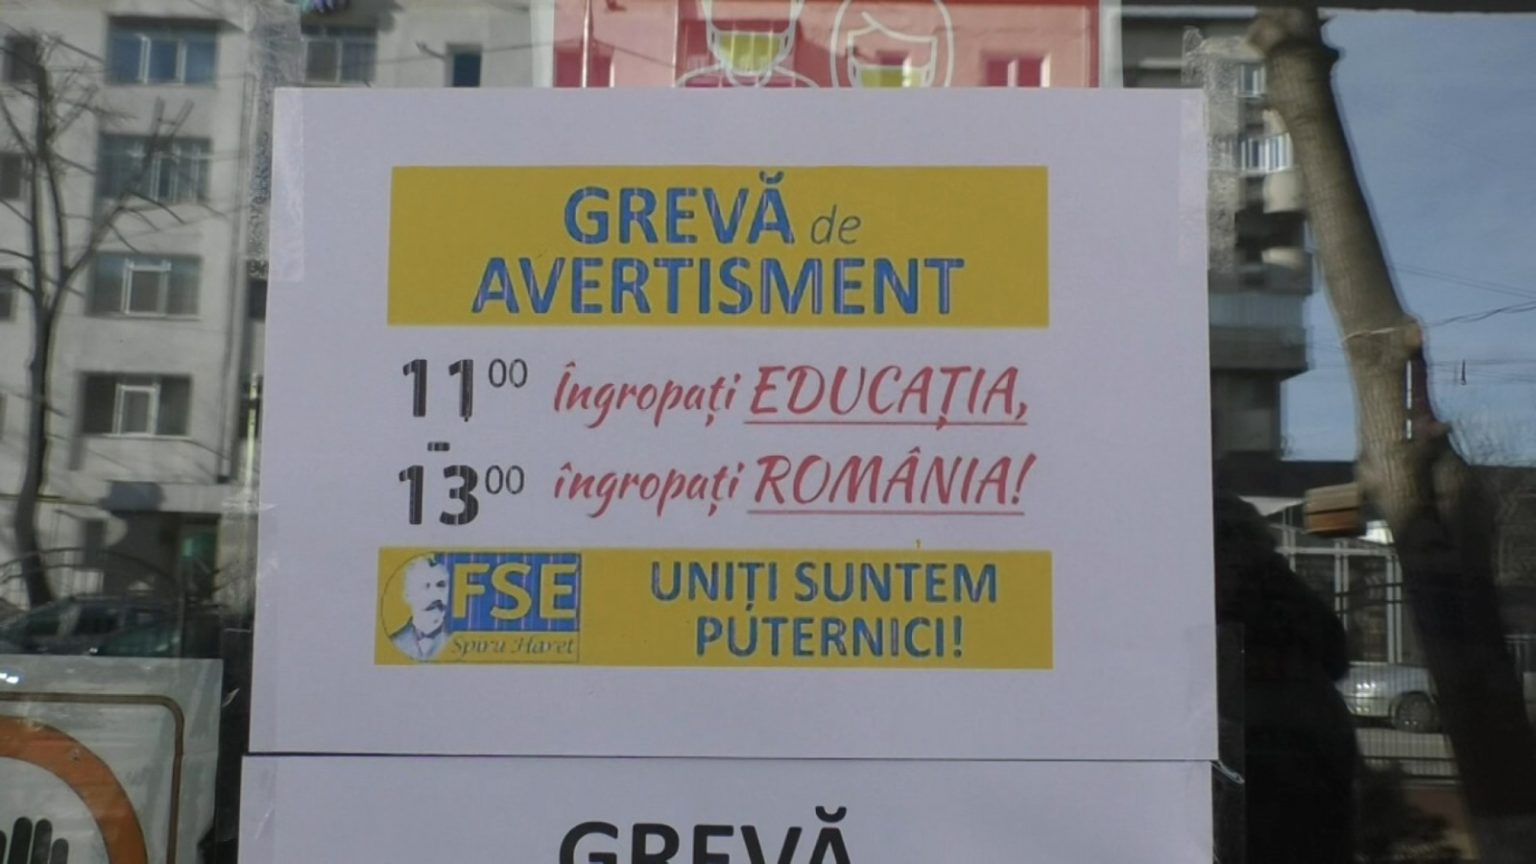 GREVĂ de
AVERTISMENT
11⁰⁰ Îngropați EDUCAȚIA,
-
13⁰⁰ îngropați ROMÂNIA!
FSE
Spiru Haret
UNIȚI SUNTEM
PUTERNICI!
GREVĂ